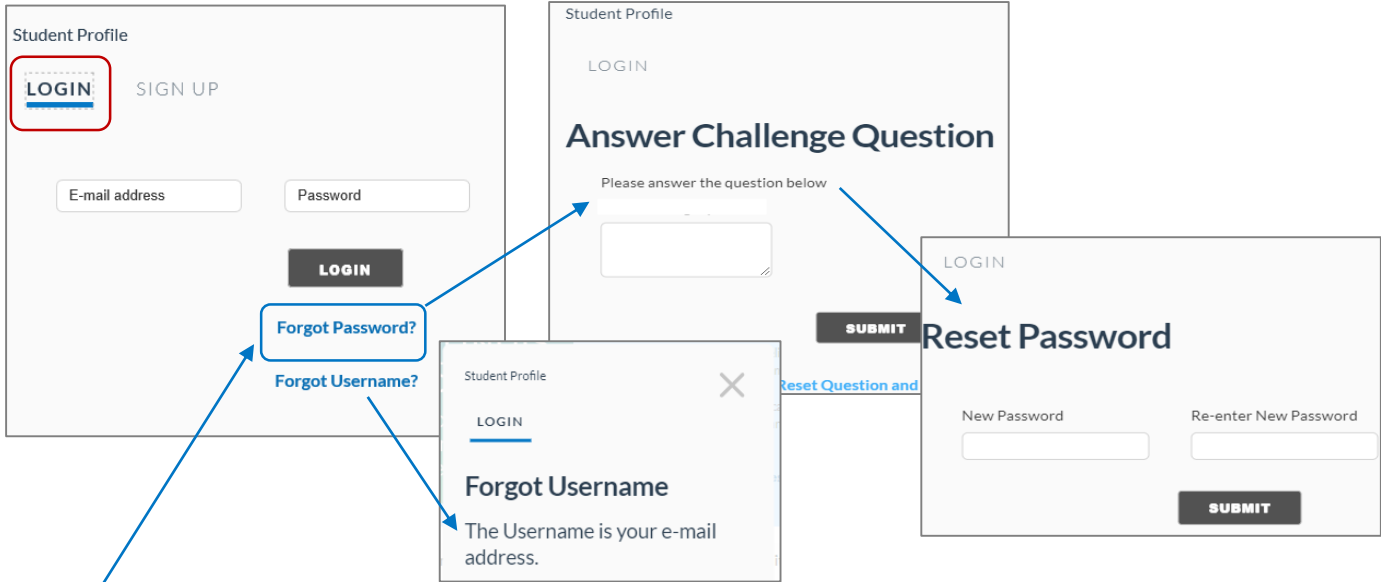 Student Profile
LOGIN SIGN UP
E-mail address Password
LOGIN
Forgot Password?
Forgot Username?
Student Profile
LOGIN
Answer Challenge Question
Please answer the question below
SUBMIT
Reset Question and
Student Profile
LOGIN
Forgot Username
The Username is your e-mail
address.
LOGIN
Reset Password
New Password Re-enter New Password
SUBMIT